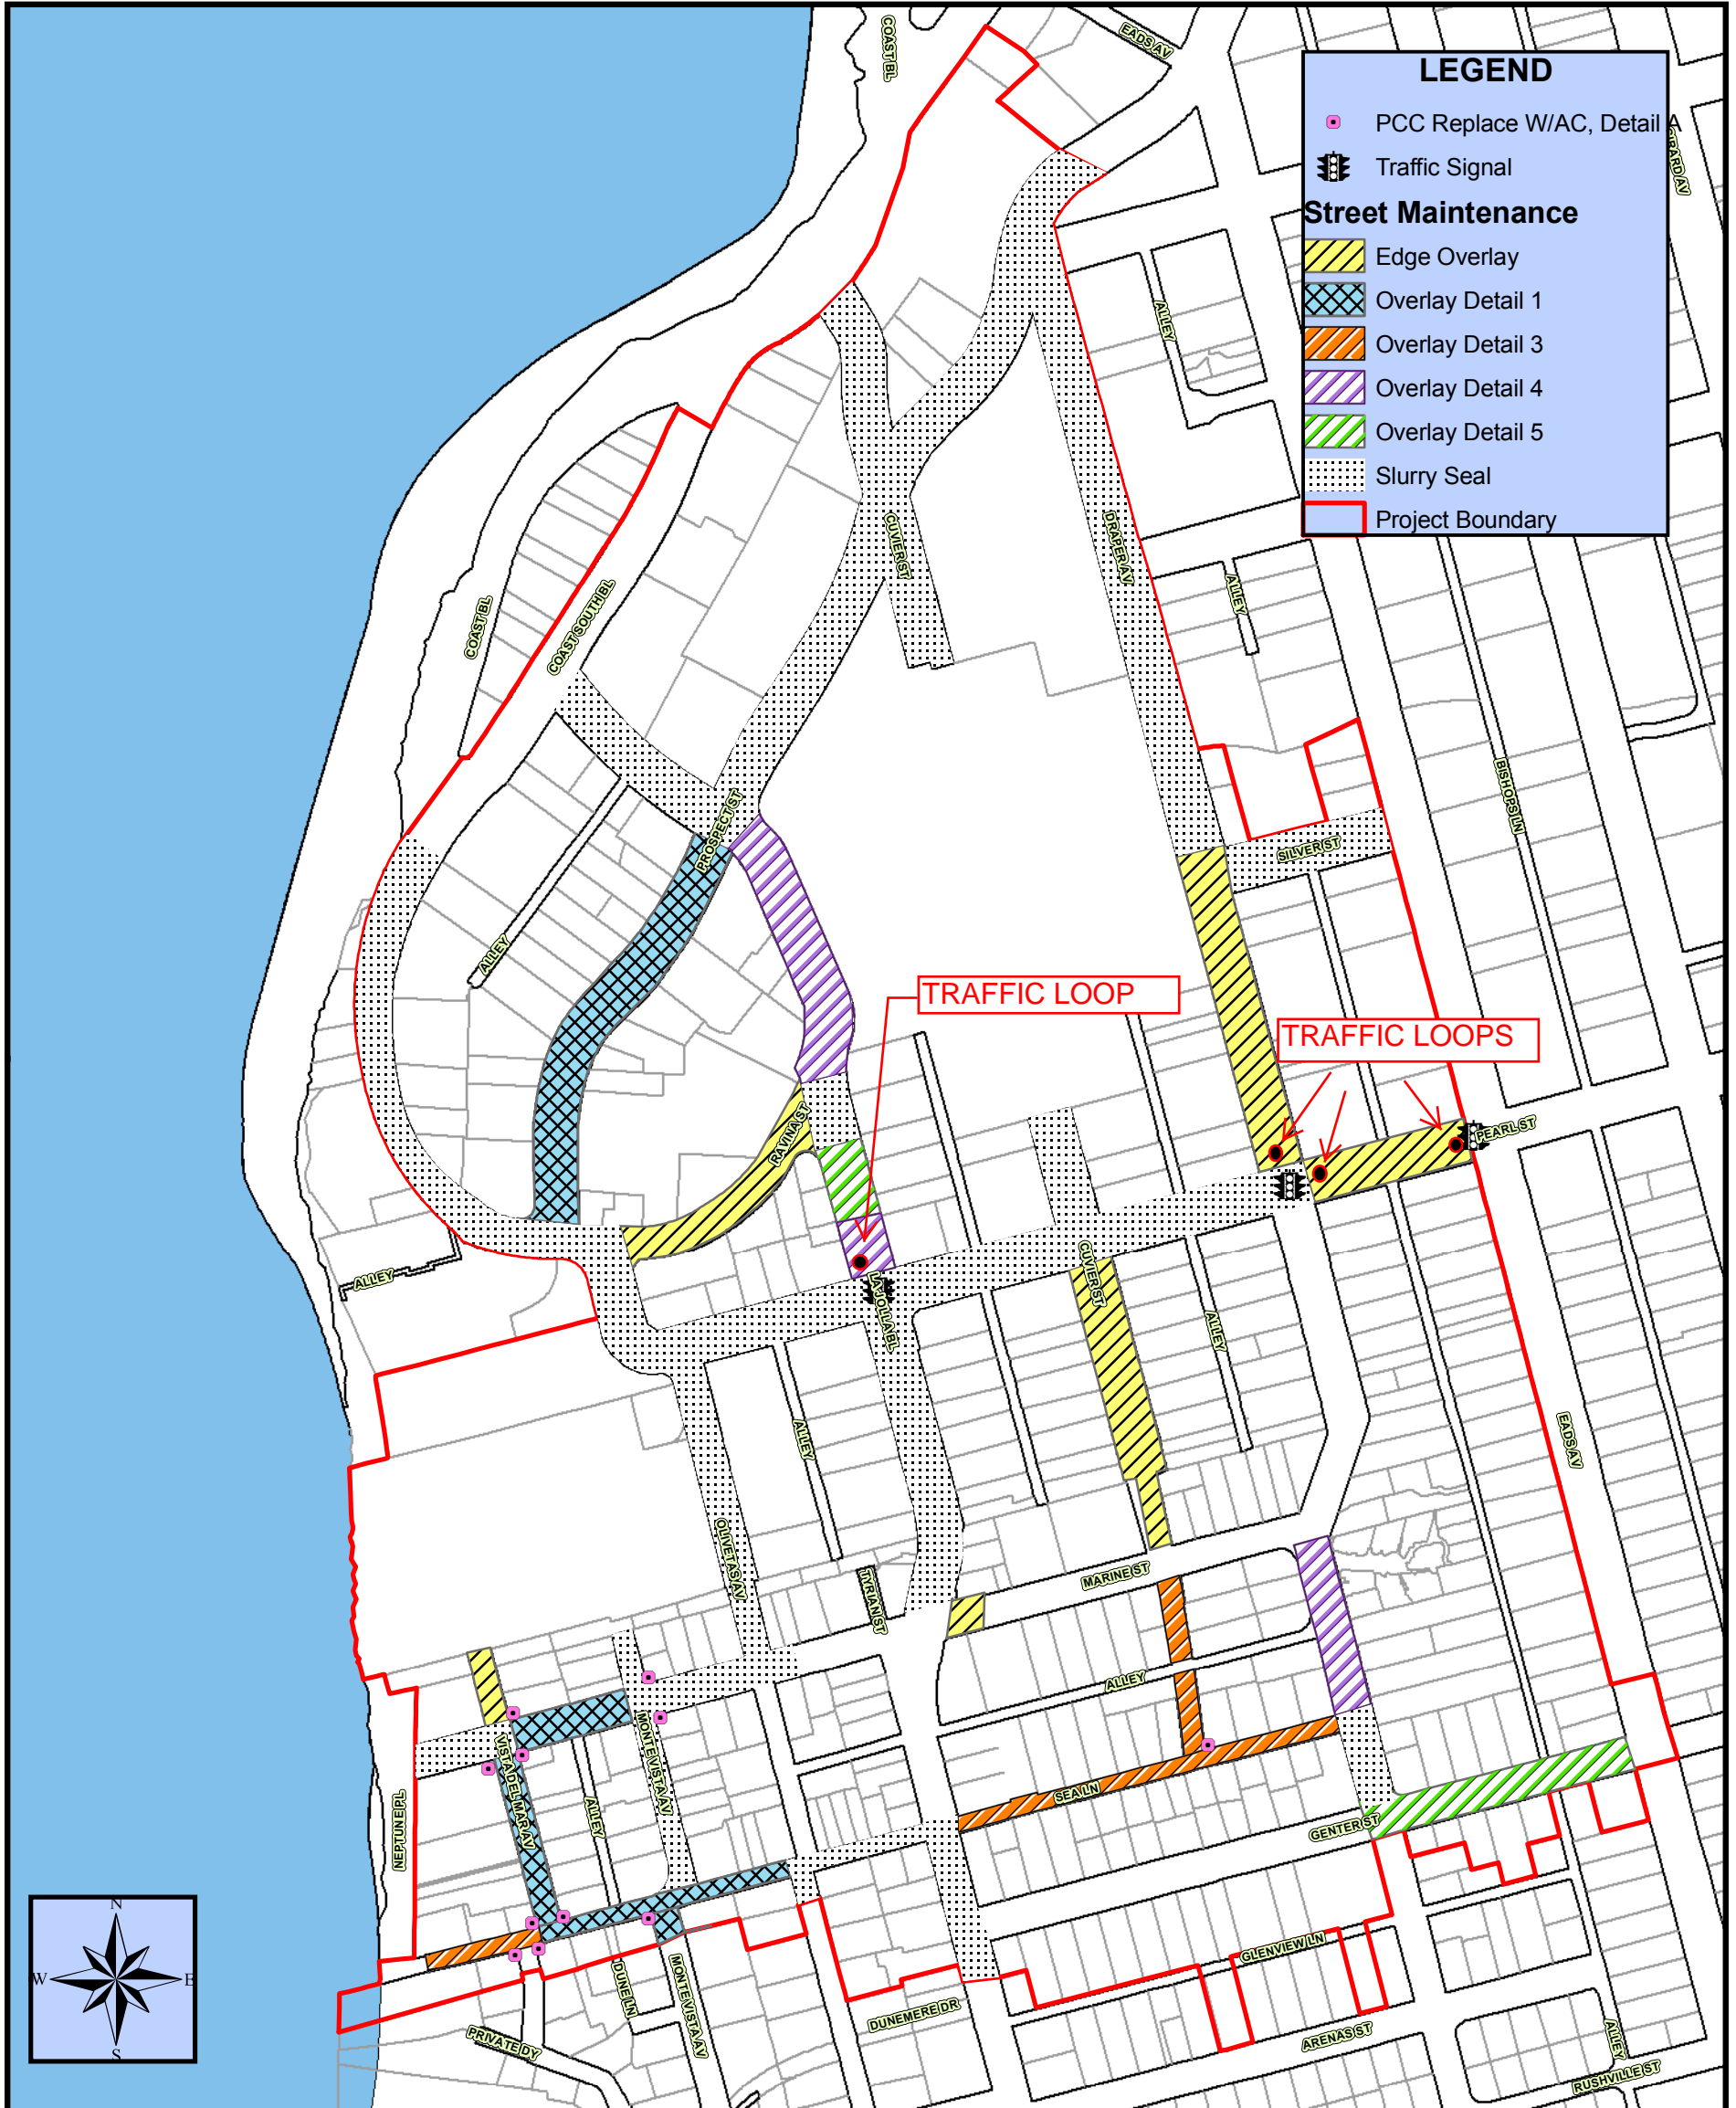 COAST BL
EADS AV
LEGEND
PCC Replace W/AC, Detail A
Traffic Signal
Street Maintenance
Edge Overlay
Overlay Detail 1
Overlay Detail 3
Overlay Detail 4
Overlay Detail 5
Slurry Seal
Project Boundary
ALLEY
CUVIER ST
DRAPER AV
ALLEY
COAST BL
COAST SOUTH BL
BISHOPS LN
PROSPECT ST
SILVER ST
ALLEY
TRAFFIC LOOP
TRAFFIC LOOPS
RAVINA ST
PEARL ST
ALLEY
LA JOLLA BL
CUVIER ST
ALLEY
ALLEY
EADS AV
OLIVETAS AV
TYRIAN ST
MARINE ST
ALLEY
MONTE VISTA AV
VISTA DEL MAR AV
ALLEY
SEA LN
NEPTUNE PL
GENTER ST
GLENVIEW LN
N
W
E
S
DUNE LN
MONTE VISTA AV
DUNEMERE DR
PRIVATE DY
ARENAS ST
ALLEY
RUSHVILLE ST